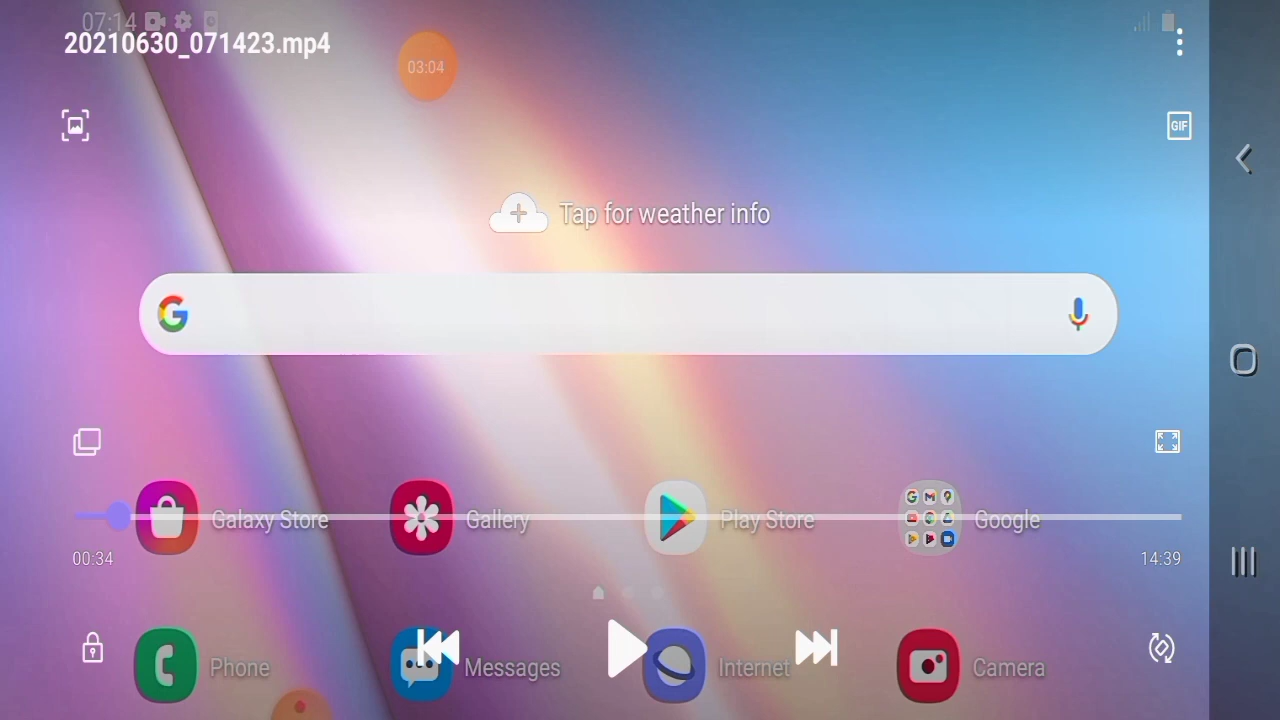 07:14
20210630_071423.mp4
03:04
GIF
Tap for weather info
Galaxy Store
Gallery
Play Store
Google
00:34
14:39
Phone
Messages
Internet
Camera